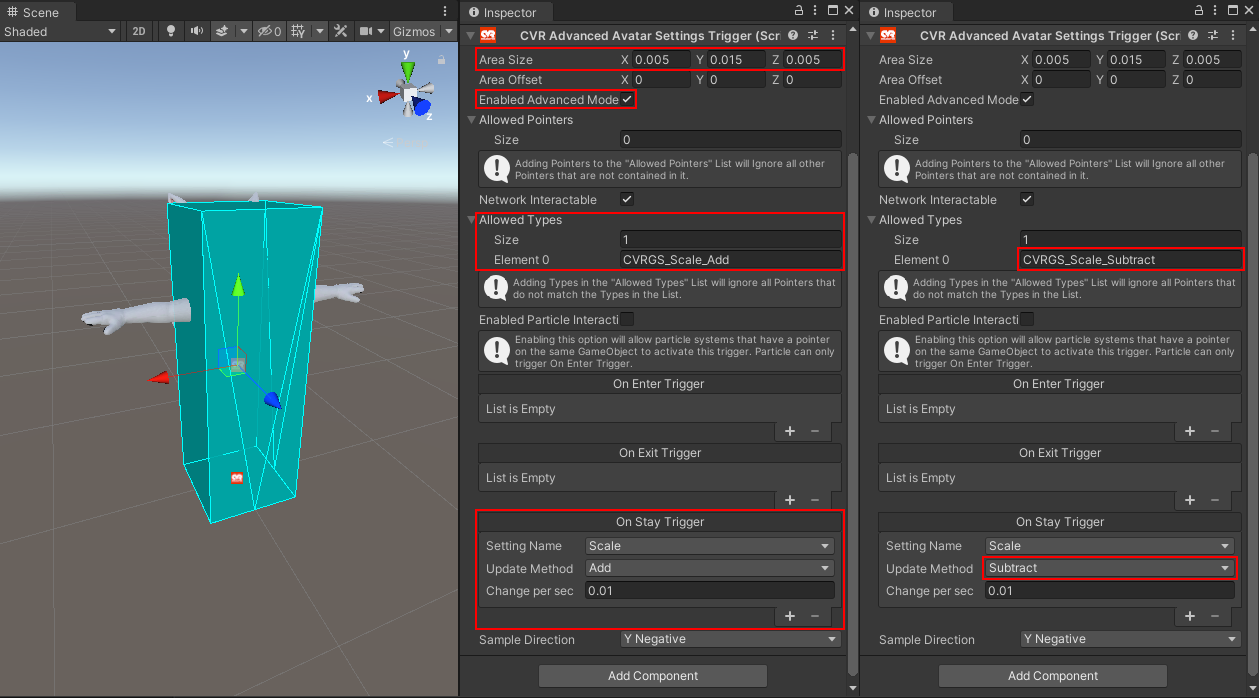 Scene
Shaded
2D
0
Gizmos
y
x
z
Inspector
CVR Advanced Avatar Settings Trigger (Scri
Area Size X 0.005 Y 0.015 Z 0.005
Area Offset X 0 Y 0 Z 0
Enabled Advanced Mode
Allowed Pointers
Size 0
Adding Pointers to the "Allowed Pointers" List will Ignore all other
Pointers that are not contained in it.
Network Interactable
Allowed Types
Size 1
Element 0 CVRGS_Scale_Add
Adding Types in the "Allowed Types" List will ignore all Pointers that
do not match the Types in the List.
Enabled Particle Interacti
Enabling this option will allow particle systems that have a pointer
on the same GameObject to activate this trigger. Particle can only
trigger On Enter Trigger.
On Enter Trigger
List is Empty
+ −
On Exit Trigger
List is Empty
+ −
On Stay Trigger
Setting Name Scale
Update Method Add
Change per sec 0.01
+ −
Sample Direction Y Negative
Add Component
Inspector
CVR Advanced Avatar Settings Trigger (Scri
Area Size X 0.005 Y 0.015 Z 0.005
Area Offset X 0 Y 0 Z 0
Enabled Advanced Mode
Allowed Pointers
Size 0
Adding Pointers to the "Allowed Pointers" List will Ignore all other
Pointers that are not contained in it.
Network Interactable
Allowed Types
Size 1
Element 0 CVRGS_Scale_Subtract
Adding Types in the "Allowed Types" List will ignore all Pointers that
do not match the Types in the List.
Enabled Particle Interacti
Enabling this option will allow particle systems that have a pointer
on the same GameObject to activate this trigger. Particle can only
trigger On Enter Trigger.
On Enter Trigger
List is Empty
+ −
On Exit Trigger
List is Empty
+ −
On Stay Trigger
Setting Name Scale
Update Method Subtract
Change per sec 0.01
+ −
Sample Direction Y Negative
Add Component